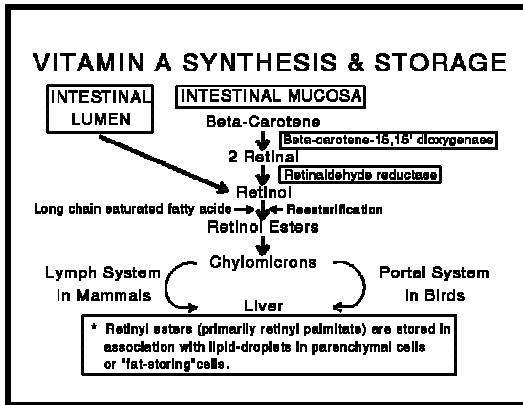 VITAMIN A SYNTHESIS & STORAGE
INTESTINAL
LUMEN
INTESTINAL MUCOSA
Beta-Carotene
Beta-carotene-15,15' dioxygenase
2 Retinal
Retinaldehyde reductase
Retinol
Long chain saturated fatty acids
Reesterification
Retinol Esters
Chylomicrons
Lymph System
in Mammals
Portal System
in Birds
Liver
* Retinyl esters (primarily retinyl palmitate) are stored in
association with lipid-droplets in parenchymal cells
or "fat-storing"cells.